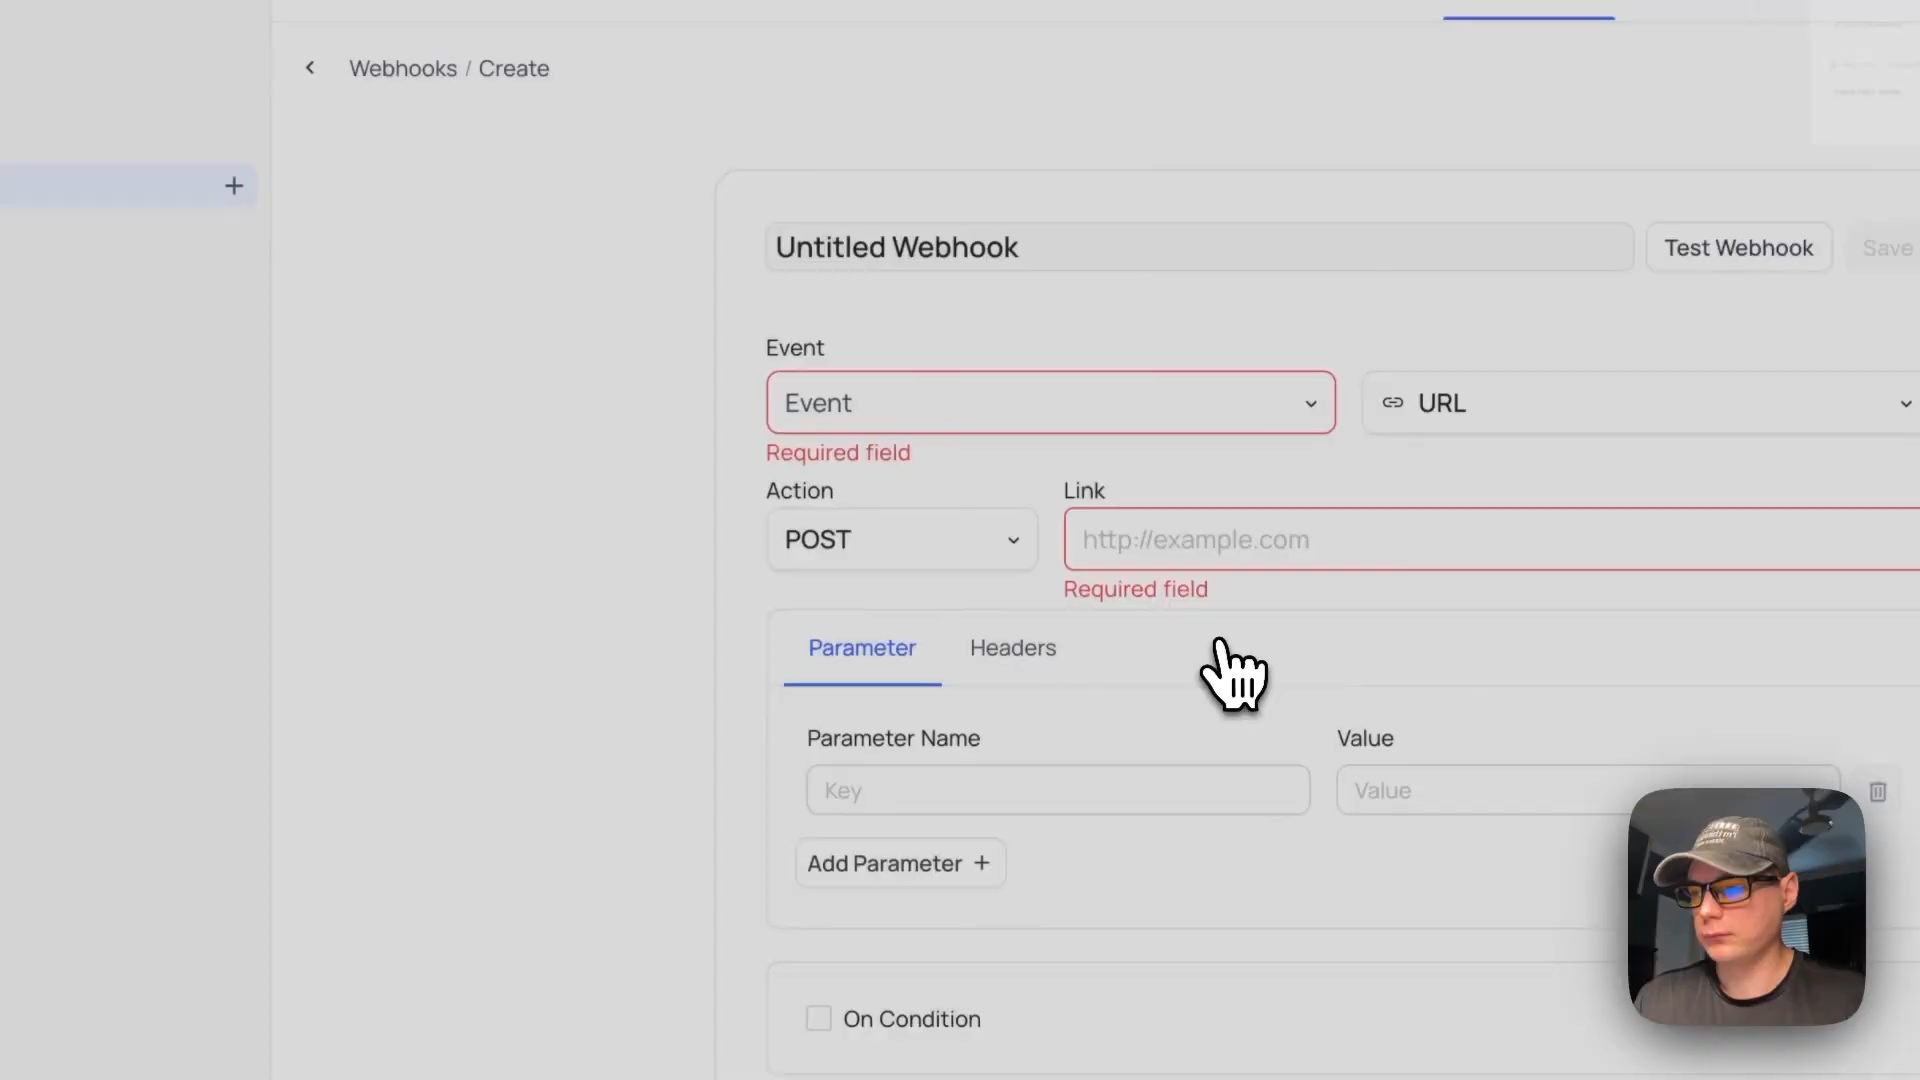 Webhooks / Create
Untitled Webhook
Test Webhook
Save
Event
Event
URL
Required field
Action
Link
POST
http://example.com
Required field
Parameter
Headers
Parameter Name
Value
Key
Value
Add Parameter +
On Condition